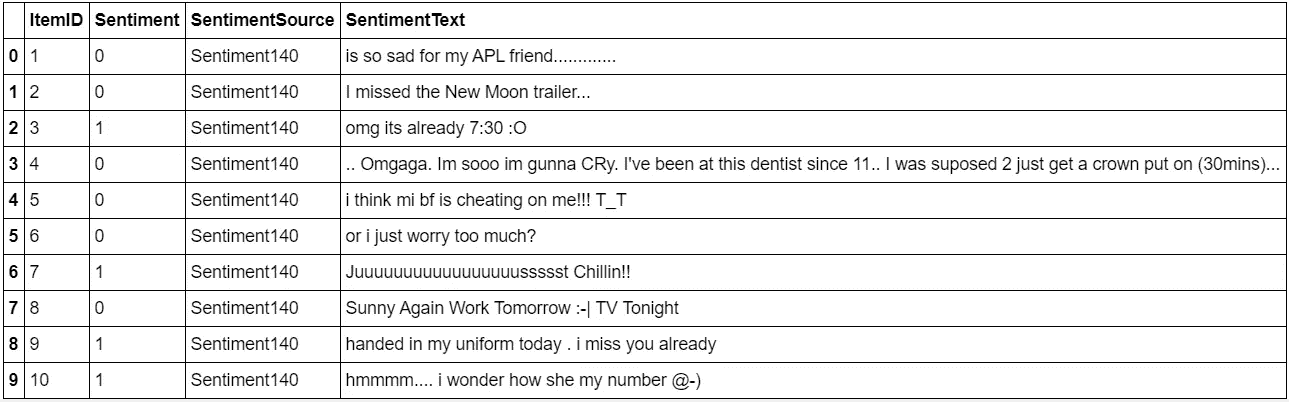 ItemID Sentiment SentimentSource SentimentText
0 1 0 Sentiment140 is so sad for my APL friend.............
1 2 0 Sentiment140 I missed the New Moon trailer...
2 3 1 Sentiment140 omg its already 7:30 :O
3 4 0 Sentiment140 .. Omgaga. Im sooo im gunna CRy. I've been at this dentist since 11.. I was suposed 2 just get a crown put on (30mins)...
4 5 0 Sentiment140 i think mi bf is cheating on me!!! T_T
5 6 0 Sentiment140 or i just worry too much?
6 7 1 Sentiment140 Juuuuuuuuuuuuuuuuussssst Chillin!!
7 8 0 Sentiment140 Sunny Again Work Tomorrow :-| TV Tonight
8 9 1 Sentiment140 handed in my uniform today . i miss you already
9 10 1 Sentiment140 hmmmm.... i wonder how she my number @-)